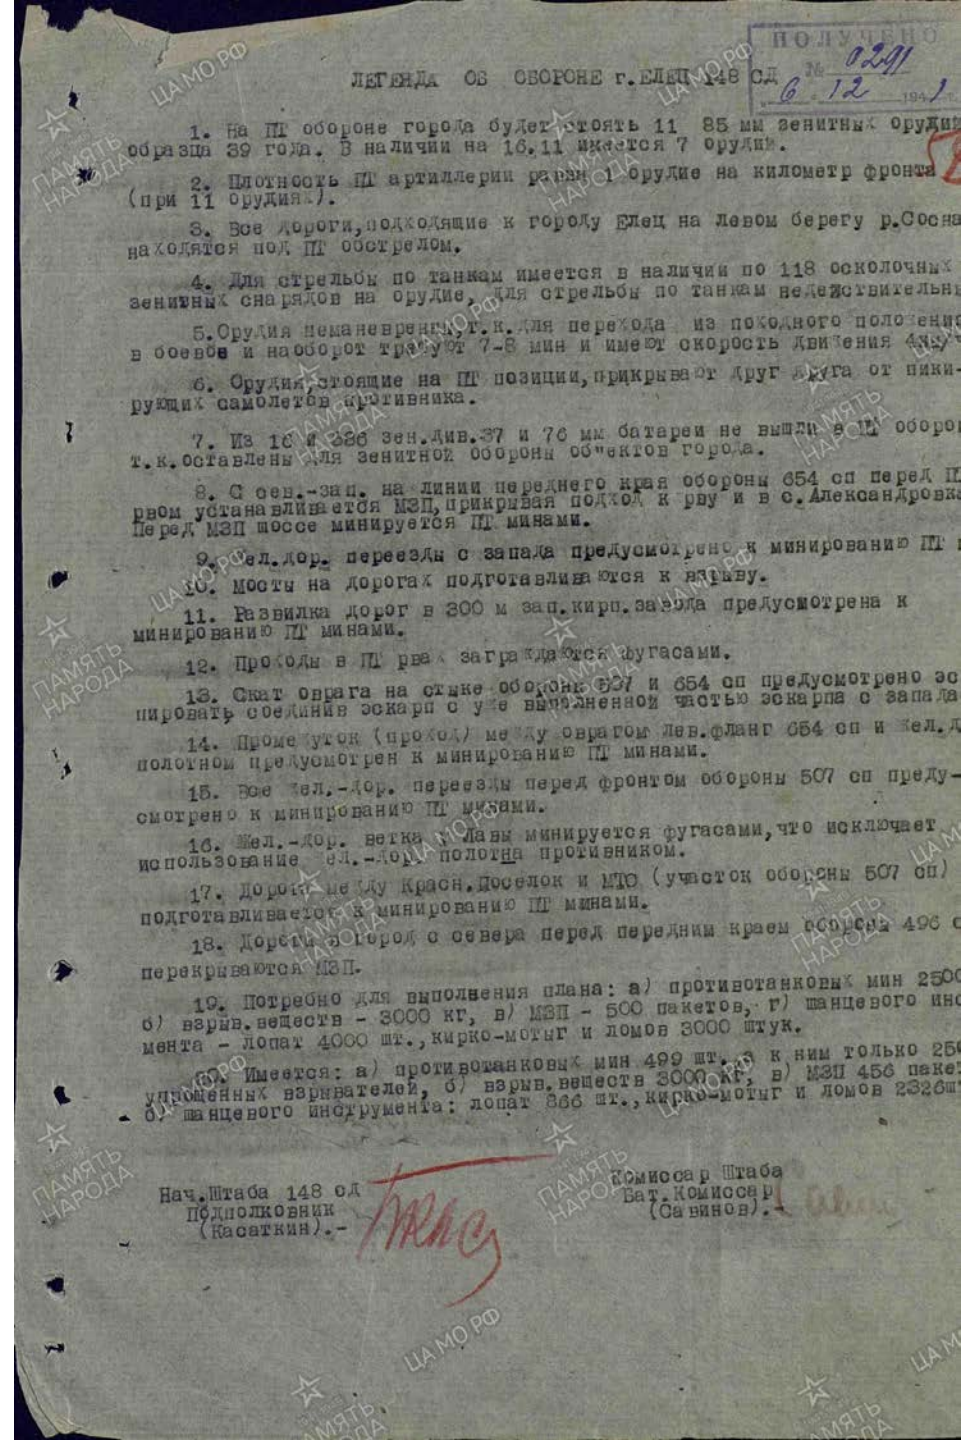 ПОЛУЧЕНО
№ 0291
6 12 1941 г.
ЛЕГЕНДА ОБ ОБОРОНЕ г.ЕЛЕЦ 148 СД
1. На ПТ обороне города будет стоять 11 85 мм зенитных орудий
образца 39 года. В наличии на 16.11 имеется 7 орудий.
2. Плотность ПТ артиллерии равна 1 орудие на километр фронта
(при 11 орудиях).
3. Все дороги,подходящие к городу Елец на левом берегу р.Сосна
находятся под ПТ обстрелом.
4. Для стрельбы по танкам имеется в наличии по 118 осколочных
зенитных снарядов на орудие, для стрельбы по танкам недействительны
5.Орудия неманевренны,т.к.для перехода из походного положения
в боевое и наоборот требуют 7-8 мин и имеют скорость движения 4км/ч
6. Орудия,стоящие на ПТ позиции,прикрывают друг друга от пики-
рующих самолетов противника.
7. Из 16 и 386 зен.див.37 и 76 мм батареи не вышли в ПТ оборон
т.к.оставлены для зенитной обороны об"ектов города.
8. С сев.-зап. на линии переднего края обороны 654 сп перед ПТ
рвом устанавливается МЗП,прикрывая подход к рву и в с.Александровка
Перед МЗП шоссе минируется ПТ минами.
9. Жел.дор. переезды с запада предусмотрено к минированию ПТ м
10. Мосты на дорогах подготавливаются к взрыву.
11. Развилка дорог в 300 м зап.кирп.завода предусмотрена к
минированию ПТ минами.
12. Проходы в ПТ рвах заграждаются фугасами.
13. Скат оврага на стыке обороны 507 и 654 сп предусмотрено эс
пировать соединив эскарп с уже выполненной частью эскарпа с запада
14. Промежуток (проход) между оврагом лев.фланг 654 сп и жел.д
полотном предусмотрен к минированию ПТ минами.
15. Все жел.-дор. переезды перед фронтом обороны 507 сп преду-
смотрено к минированию ПТ минами.
16. Жел.-дор. ветка Лавы минируется фугасами,что исключает
использование жел.-дор. полотна противником.
17. Дорога между Красн.Поселок и МТС (участок обороны 507 сп)
подготавливается к минированию ПТ минами.
18. Дороги в город с севера перед передним краем обороны 496 с
перекрываются МЗП.
19. Потребно для выполнения плана: а) противотанковых мин 2500
б) взрыв.веществ - 3000 кг, в) МЗП - 500 пакетов, г) шанцевого инс
мента - лопат 4000 шт.,кирко-мотыг и ломов 3000 штук.
20. Имеется: а) противотанковых мин 499 шт. а к ним только 250
упрощенных взрывателей, б) взрыв.веществ 3000 кг, в) МЗП 456 пакет
б) шанцевого инструмента: лопат 866 шт.,кирко-мотыг и ломов 2326шт
Нач.Штаба 148 сд
Подполковник
(Касаткин).-
Комиссар Штаба
Бат.Комиссар
(Савинов).-
ПАМЯТЬ НАРОДА
ЦАМО РФ